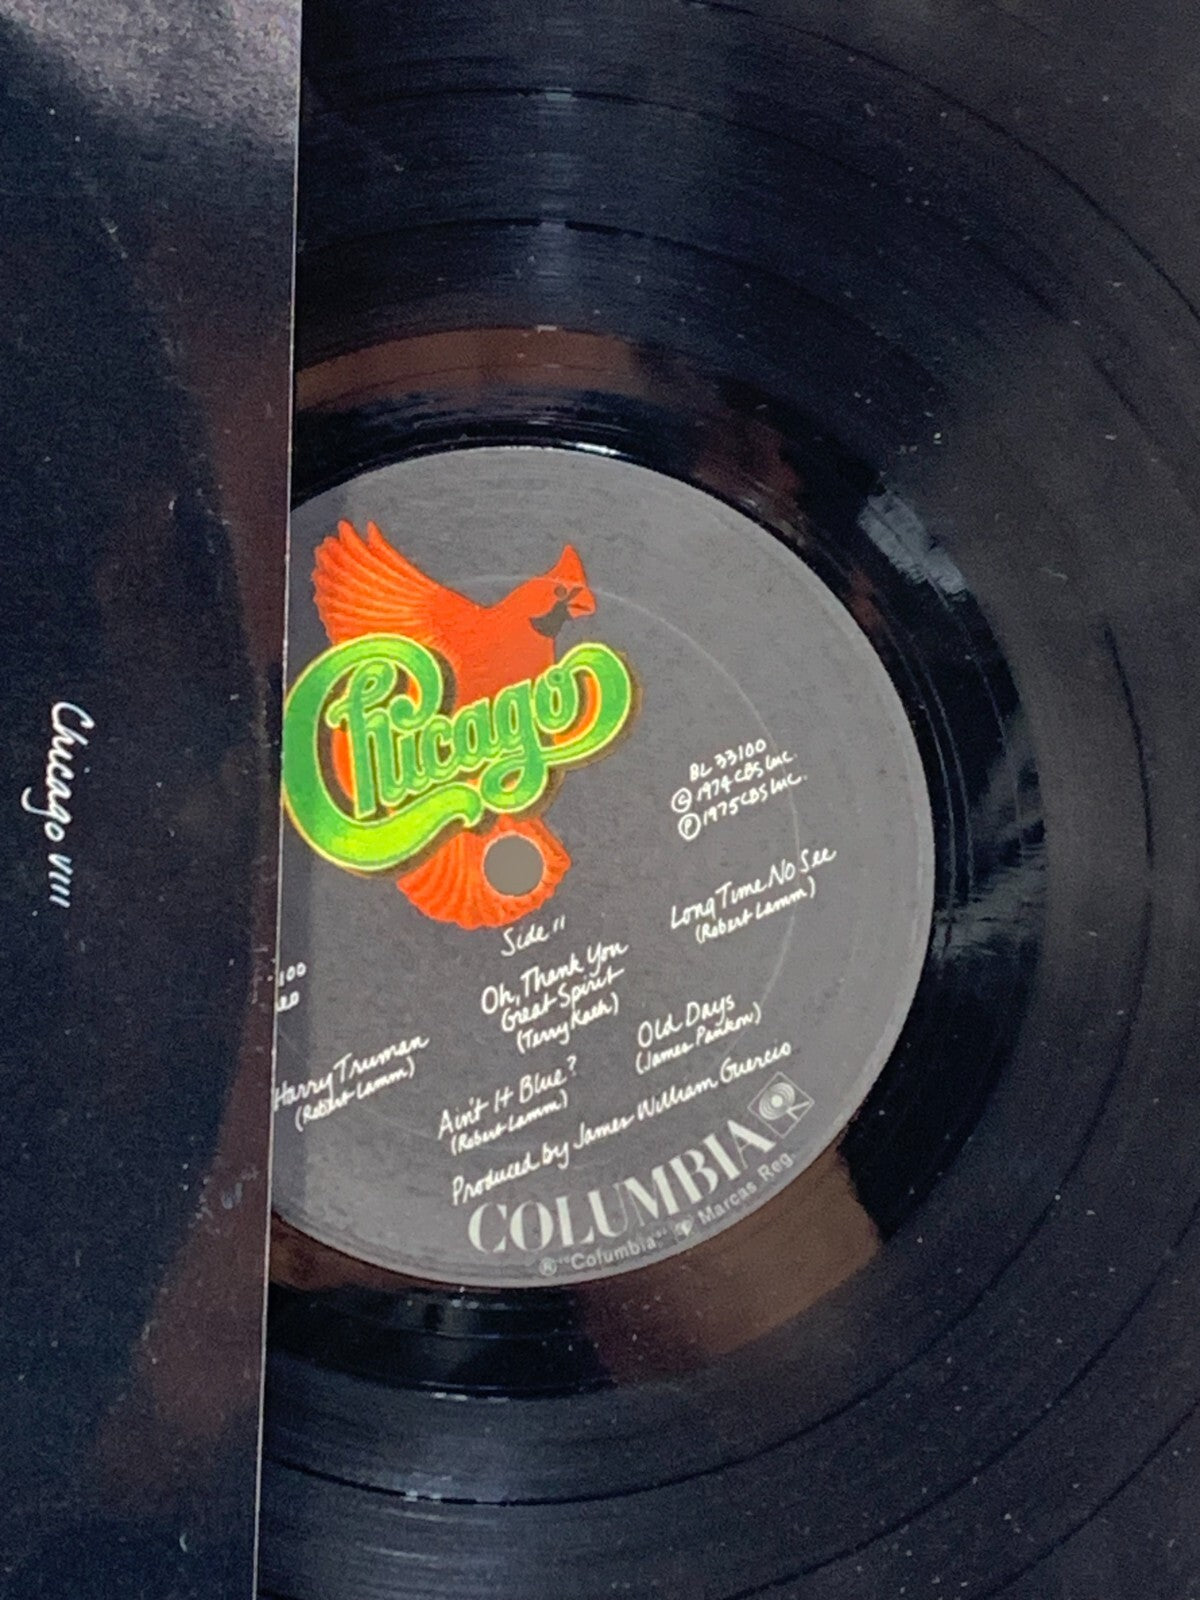 Chicago VIII
Chicago
BL 33100
© 1974 CBS Inc.
℗ 1975 CBS Inc.
Side II
Harry Truman
(Robert Lamm)
Oh, Thank You
Great Spirit
(Terry Kath)
Long Time No See
(Robert Lamm)
Ain't It Blue?
(Robert Lamm)
Old Days
(James Pankow)
Produced by James William Guercio
COLUMBIA
® "Columbia" Marcas Reg.